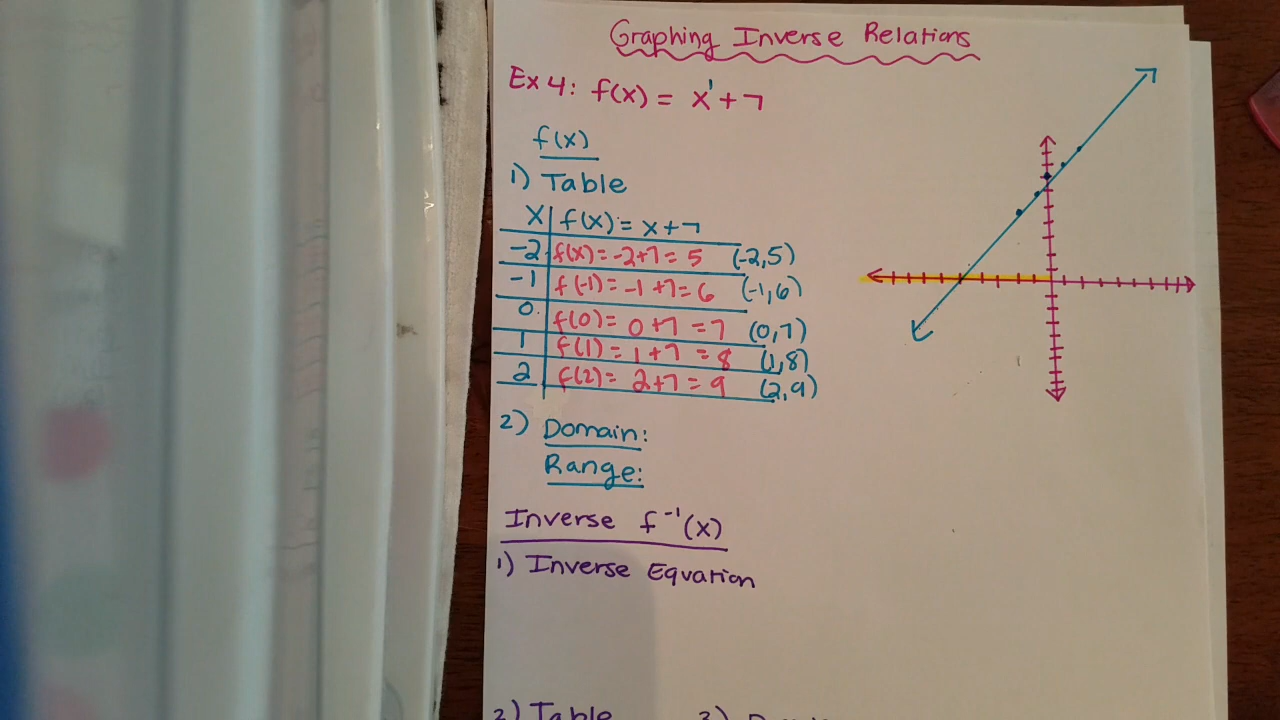 Graphing Inverse Relations
Ex 4: f(x) = x¹+7
f(x)
1) Table
x | f(x) = x+7
-2 | f(x) = -2+7 = 5 (-2,5)
-1 | f(-1) = -1+7=6 (-1,6)
0 | f(0) = 0+7 = 7 (0,7)
1 | f(1) = 1+7 = 8 (1,8)
2 | f(2) = 2+7 = 9 (2,9)
2) Domain:
Range:
Inverse f⁻¹(x)
1) Inverse Equation
2) Table